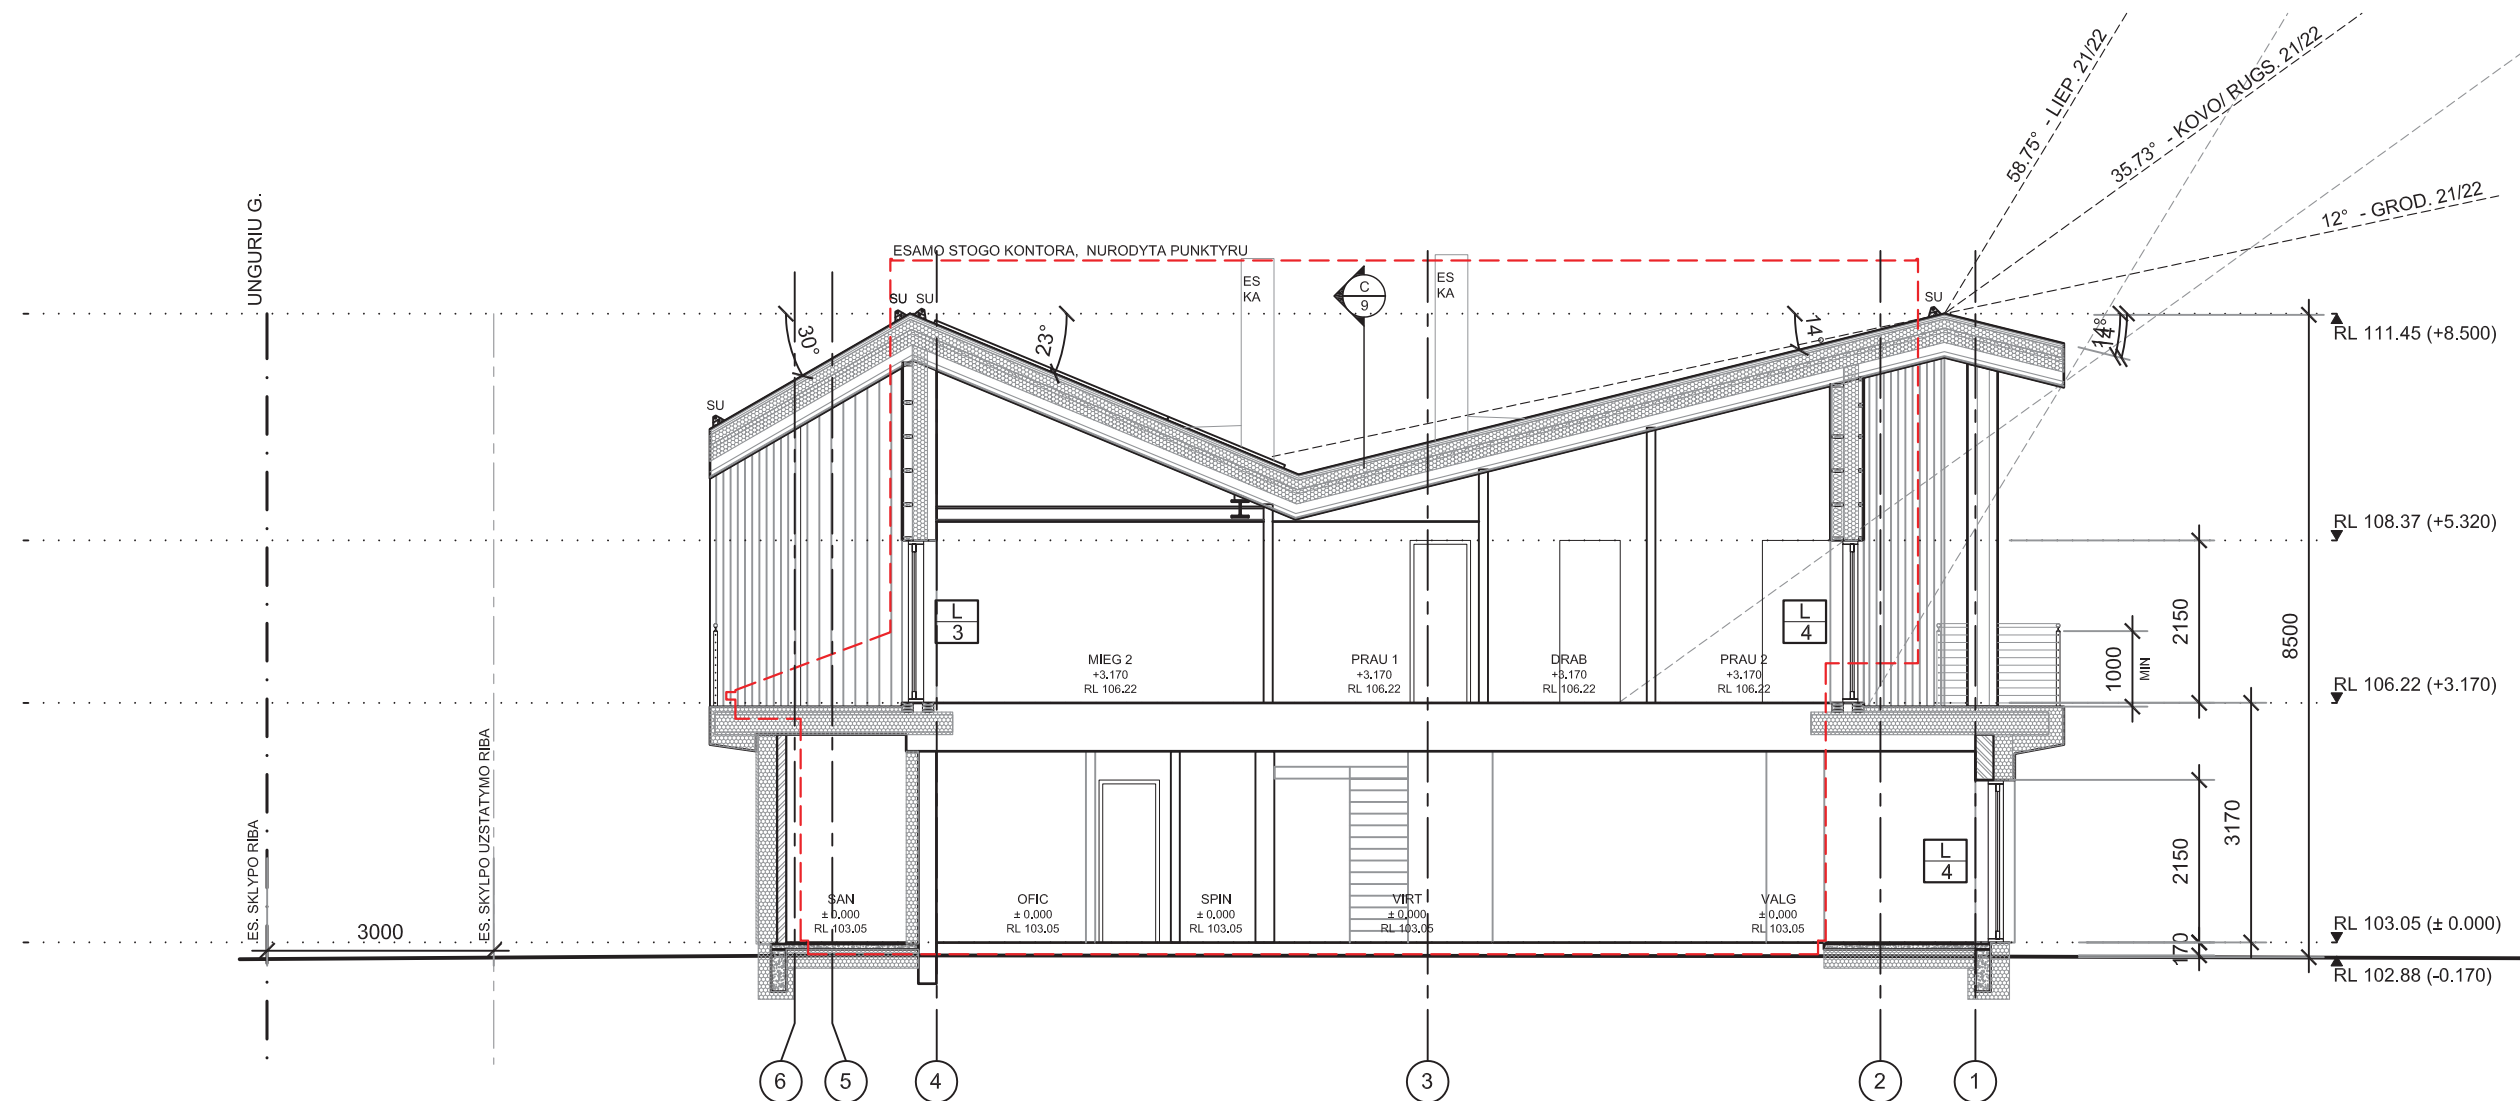 58.75° - LIEP. 21/22
35.73° - KOVO/ RUGS. 21/22
12° - GROD. 21/22
UNGURIU G.
ESAMO STOGO KONTORA, NURODYTA PUNKTYRU
ES
KA
C
9
ES
KA
SU
SU
SU
SU
30°
23°
14°
14°
14°
RL 111.45 (+8.500)
RL 108.37 (+5.320)
RL 106.22 (+3.170)
RL 103.05 (± 0.000)
RL 102.88 (-0.170)
L
3
L
4
L
4
MIEG 2
+3.170
RL 106.22
PRAU 1
+3.170
RL 106.22
DRAB
+3.170
RL 106.22
PRAU 2
+3.170
RL 106.22
2150
8500
1000
MIN
3170
2150
170
ES. SKLYPO RIBA
ES. SKYLPO UZSTATYMO RIBA
3000
SAN
± 0.000
RL 103.05
OFIC
± 0.000
RL 103.05
SPIN
± 0.000
RL 103.05
VIRT
± 0.000
RL 103.05
VALG
± 0.000
RL 103.05
6
5
4
3
2
1